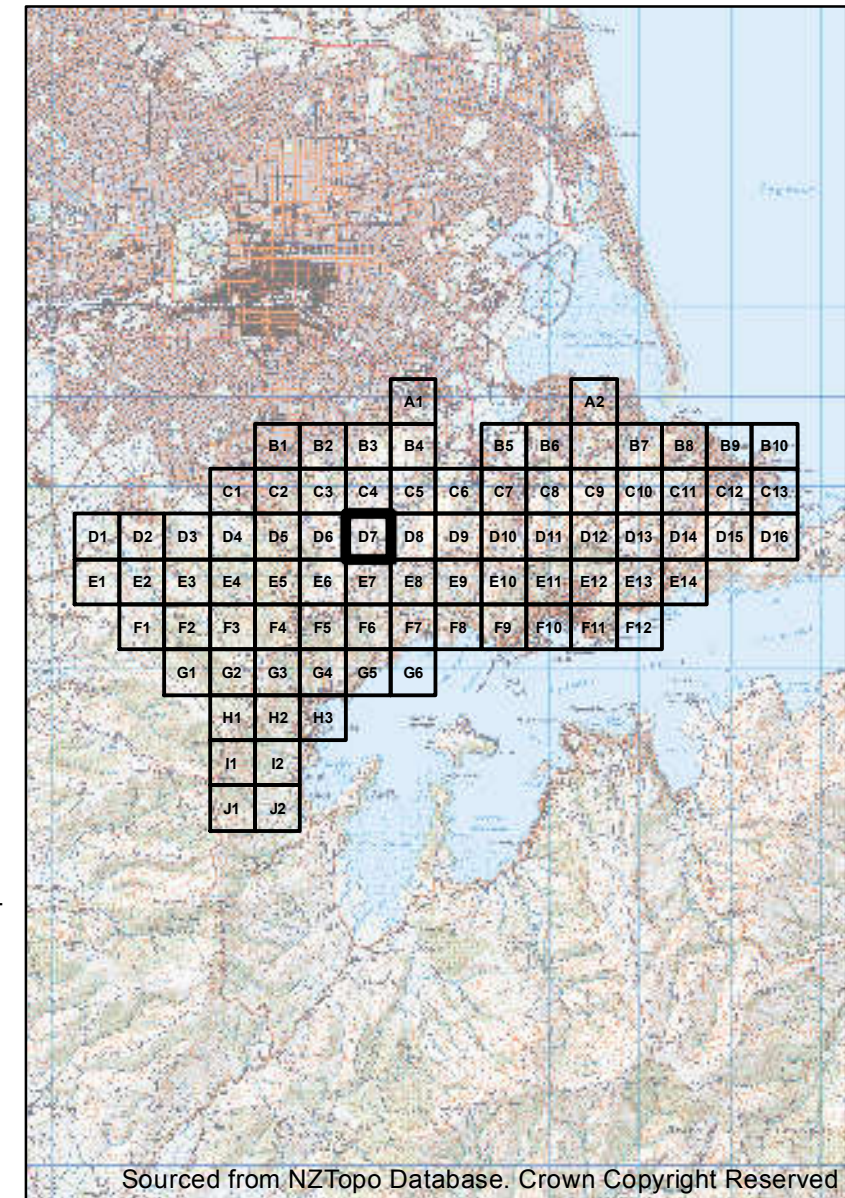 A1 A2
B1 B2 B3 B4 B5 B6 B7 B8 B9 B10
C1 C2 C3 C4 C5 C6 C7 C8 C9 C10 C11 C12 C13
D1 D2 D3 D4 D5 D6 D7 D8 D9 D10 D11 D12 D13 D14 D15 D16
E1 E2 E3 E4 E5 E6 E7 E8 E9 E10 E11 E12 E13 E14
F1 F2 F3 F4 F5 F6 F7 F8 F9 F10 F11 F12
G1 G2 G3 G4 G5 G6
H1 H2 H3
I1 I2
J1 J2
Sourced from NZTopo Database. Crown Copyright Reserved